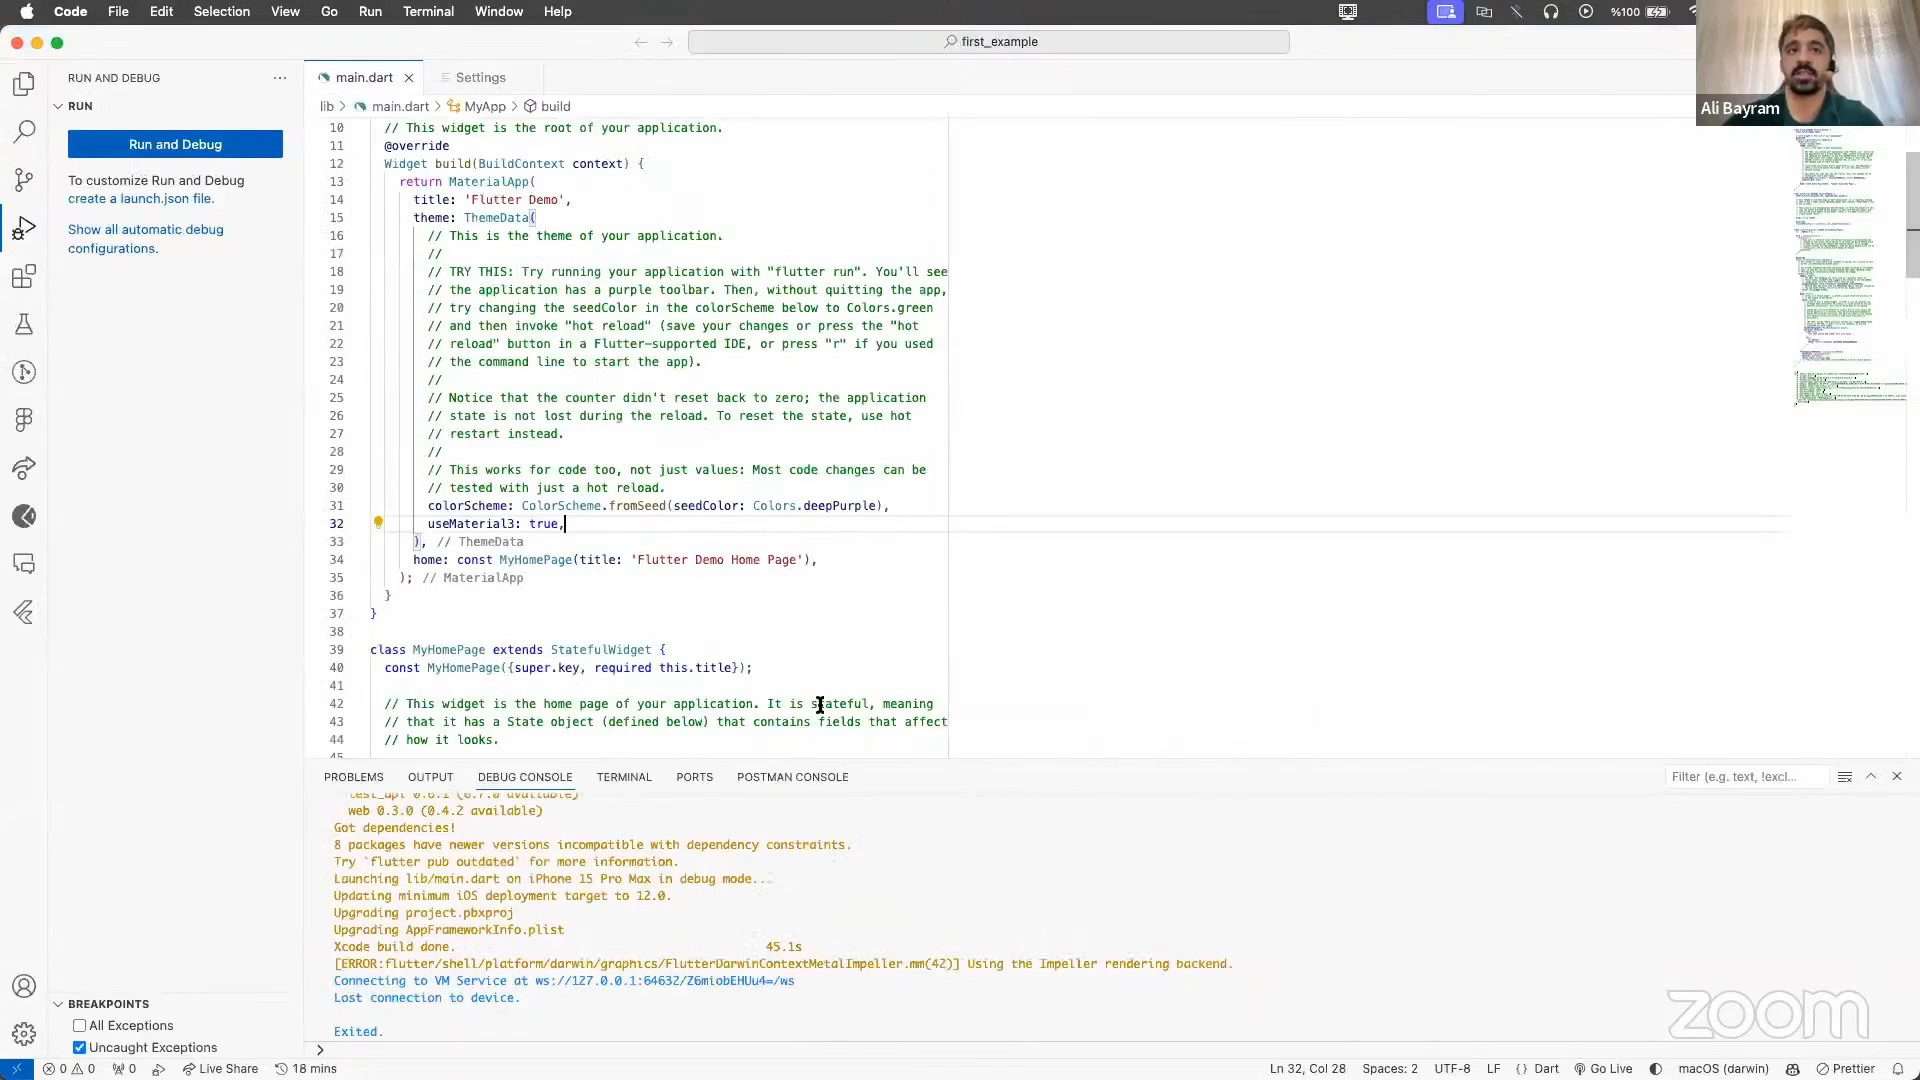 Code File Edit Selection View Go Run Terminal Window Help
%100
first_example
RUN AND DEBUG
RUN
Run and Debug
To customize Run and Debug
create a launch.json file.
Show all automatic debug
configurations.
main.dart
Settings
lib > main.dart > MyApp > build
10 // This widget is the root of your application.
11 @override
12 Widget build(BuildContext context) {
13 return MaterialApp(
14 title: 'Flutter Demo',
15 theme: ThemeData(
16 // This is the theme of your application.
17 //
18 // TRY THIS: Try running your application with "flutter run". You'll see
19 // the application has a purple toolbar. Then, without quitting the app,
20 // try changing the seedColor in the colorScheme below to Colors.green
21 // and then invoke "hot reload" (save your changes or press the "hot
22 // reload" button in a Flutter-supported IDE, or press "r" if you used
23 // the command line to start the app).
24 //
25 // Notice that the counter didn't reset back to zero; the application
26 // state is not lost during the reload. To reset the state, use hot
27 // restart instead.
28 //
29 // This works for code too, not just values: Most code changes can be
30 // tested with just a hot reload.
31 colorScheme: ColorScheme.fromSeed(seedColor: Colors.deepPurple),
32 useMaterial3: true,
33 ), // ThemeData
34 home: const MyHomePage(title: 'Flutter Demo Home Page'),
35 ); // MaterialApp
36 }
37 }
38
39 class MyHomePage extends StatefulWidget {
40 const MyHomePage({super.key, required this.title});
41
42 // This widget is the home page of your application. It is stateful, meaning
43 // that it has a State object (defined below) that contains fields that affect
44 // how it looks.
45
Ali Bayram
PROBLEMS OUTPUT DEBUG CONSOLE TERMINAL PORTS POSTMAN CONSOLE
Filter (e.g. text, !excl...
test_api 0.6.1 (0.7.0 available)
web 0.3.0 (0.4.2 available)
Got dependencies!
8 packages have newer versions incompatible with dependency constraints.
Try `flutter pub outdated` for more information.
Launching lib/main.dart on iPhone 15 Pro Max in debug mode...
Updating minimum iOS deployment target to 12.0.
Upgrading project.pbxproj
Upgrading AppFrameworkInfo.plist
Xcode build done. 45.1s
[ERROR:flutter/shell/platform/darwin/graphics/FlutterDarwinContextMetalImpeller.mm(42)] Using the Impeller rendering backend.
Connecting to VM Service at ws://127.0.0.1:64632/Z6miobEHUu4=/ws
Lost connection to device.
Exited.
BREAKPOINTS
All Exceptions
Uncaught Exceptions
zoom
0 0 0 Live Share 18 mins
Ln 32, Col 28 Spaces: 2 UTF-8 LF { } Dart Go Live macOS (darwin) Prettier